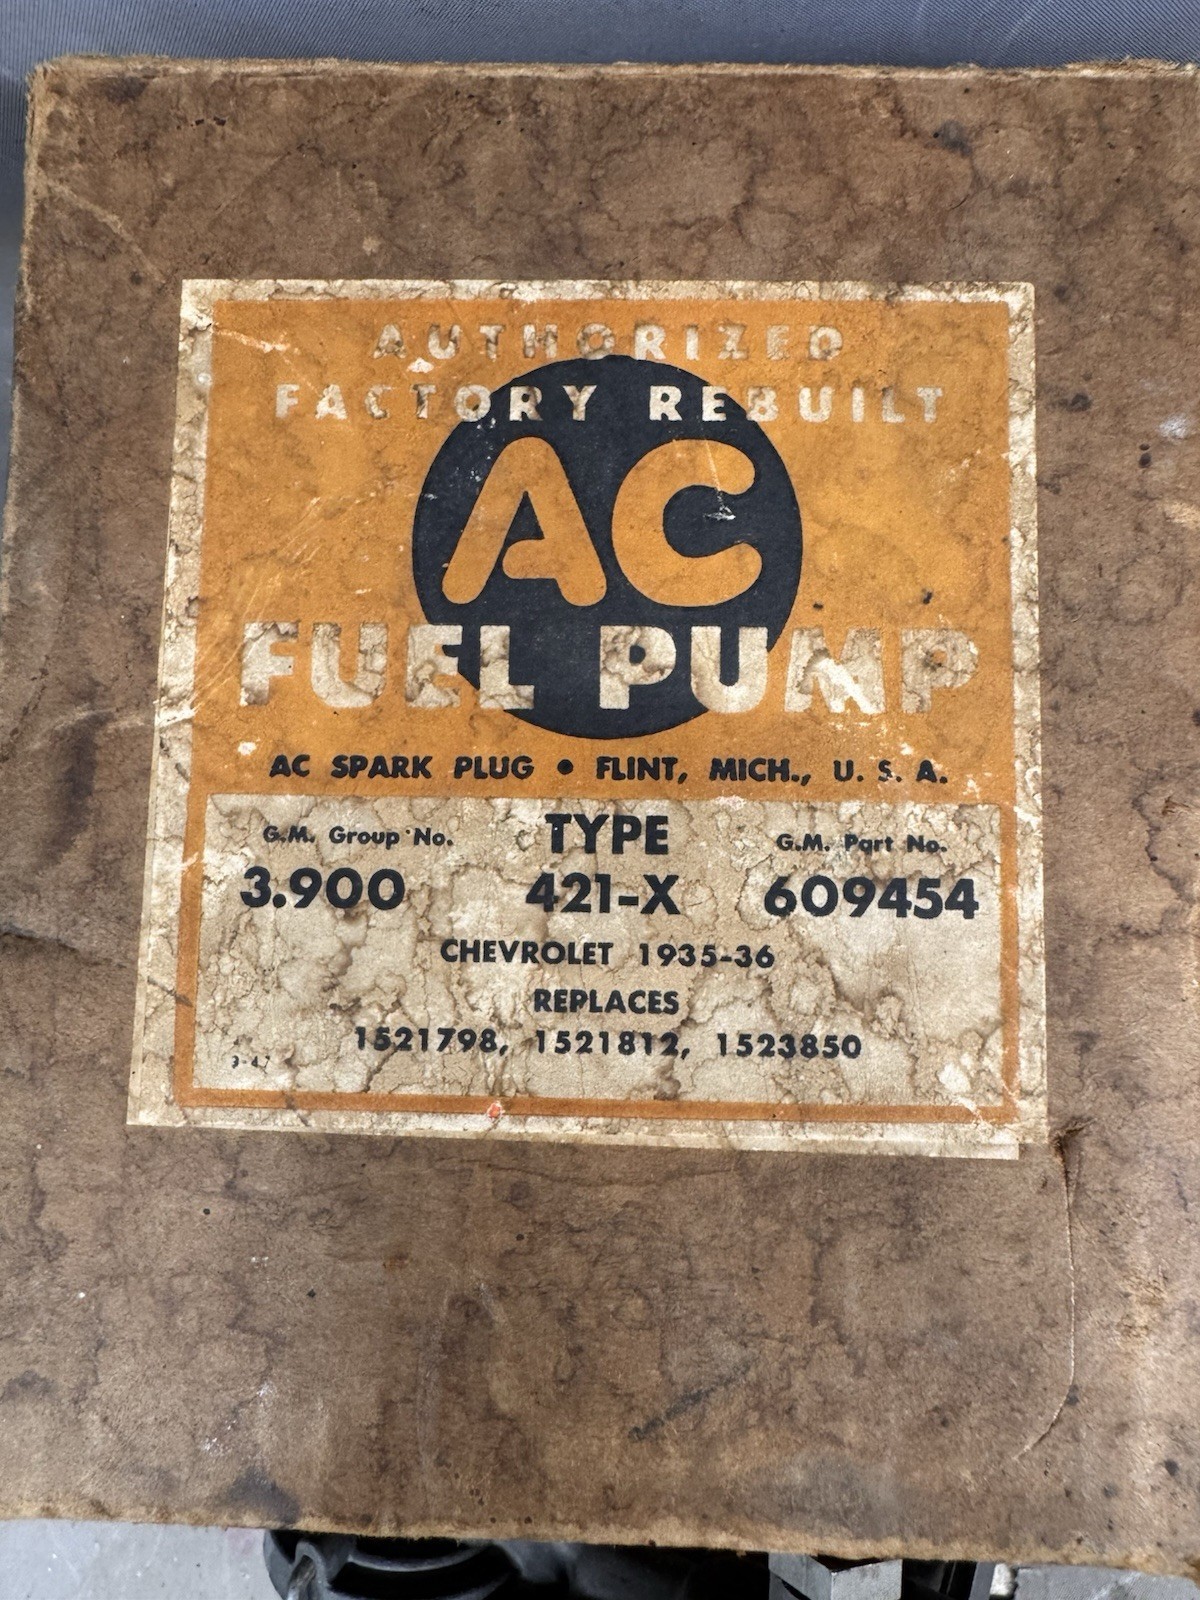 AUTHORIZED
FACTORY REBUILT
AC
FUEL PUMP
AC SPARK PLUG • FLINT, MICH., U. S. A.
G.M. Group No. TYPE G.M. Part No.
3.900 421-X 609454
CHEVROLET 1935-36
REPLACES
1521798, 1521812, 1523850
9-47